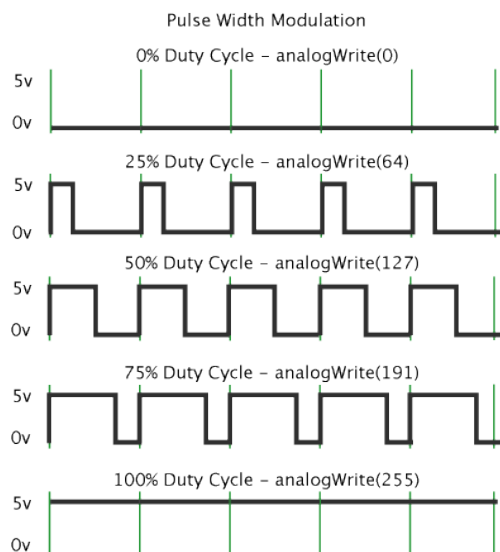 Pulse Width Modulation
0% Duty Cycle – analogWrite(0)
5v
0v
25% Duty Cycle – analogWrite(64)
5v
0v
50% Duty Cycle – analogWrite(127)
5v
0v
75% Duty Cycle – analogWrite(191)
5v
0v
100% Duty Cycle – analogWrite(255)
5v
0v